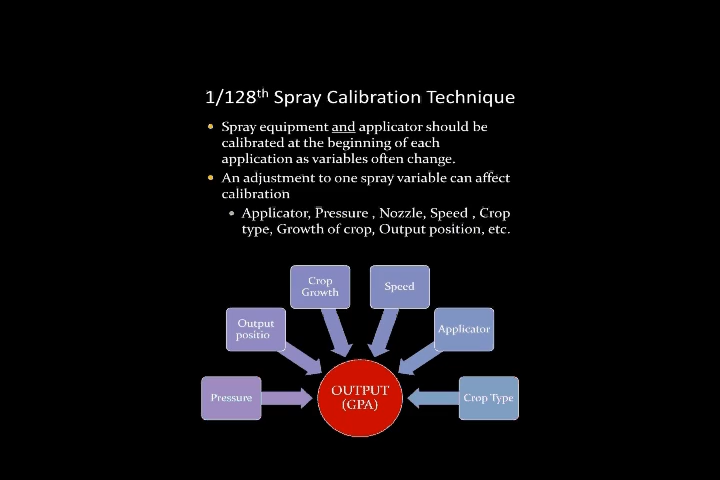 1/128th Spray Calibration Technique
Spray equipment and applicator should be
calibrated at the beginning of each
application as variables often change.
An adjustment to one spray variable can affect
calibration
Applicator, Pressure , Nozzle, Speed , Crop
type, Growth of crop, Output position, etc.
Crop
Growth
Speed
Output
positio
Applicator
Pressure
OUTPUT
(GPA)
Crop Type